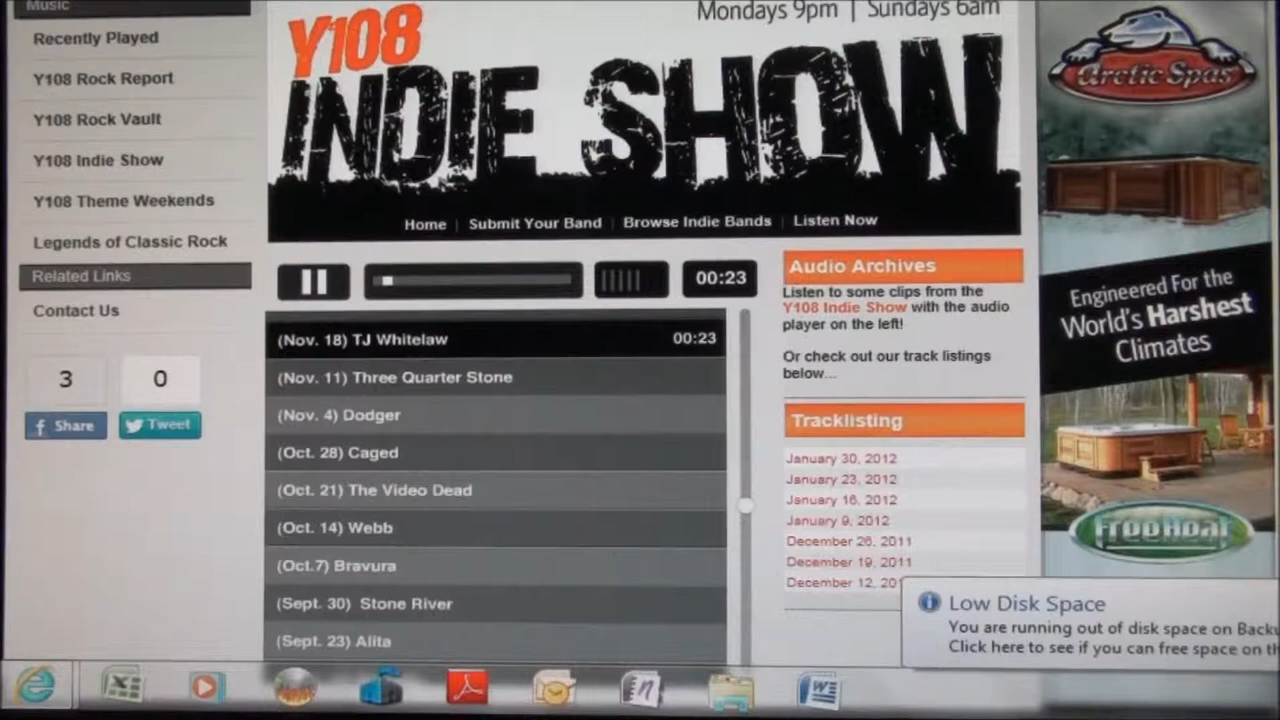 Music
Recently Played
Y108 Rock Report
Y108 Rock Vault
Y108 Indie Show
Y108 Theme Weekends
Legends of Classic Rock
Related Links
Contact Us
3
0
Share
Tweet
Mondays 9pm | Sundays 6am
Y108
INDIE SHOW
Home | Submit Your Band | Browse Indie Bands | Listen Now
00:23
(Nov. 18) TJ Whitelaw 00:23
(Nov. 11) Three Quarter Stone
(Nov. 4) Dodger
(Oct. 28) Caged
(Oct. 21) The Video Dead
(Oct. 14) Webb
(Oct.7) Bravura
(Sept. 30) Stone River
(Sept. 23) Alita
Audio Archives
Listen to some clips from the
Y108 Indie Show with the audio
player on the left!
Or check out our track listings
below...
Tracklisting
January 30, 2012
January 23, 2012
January 16, 2012
January 9, 2012
December 26, 2011
December 19, 2011
December 12, 201
Arctic Spas
Engineered For the
World's Harshest
Climates
FreeHeat
Low Disk Space
You are running out of disk space on Backu
Click here to see if you can free space on th